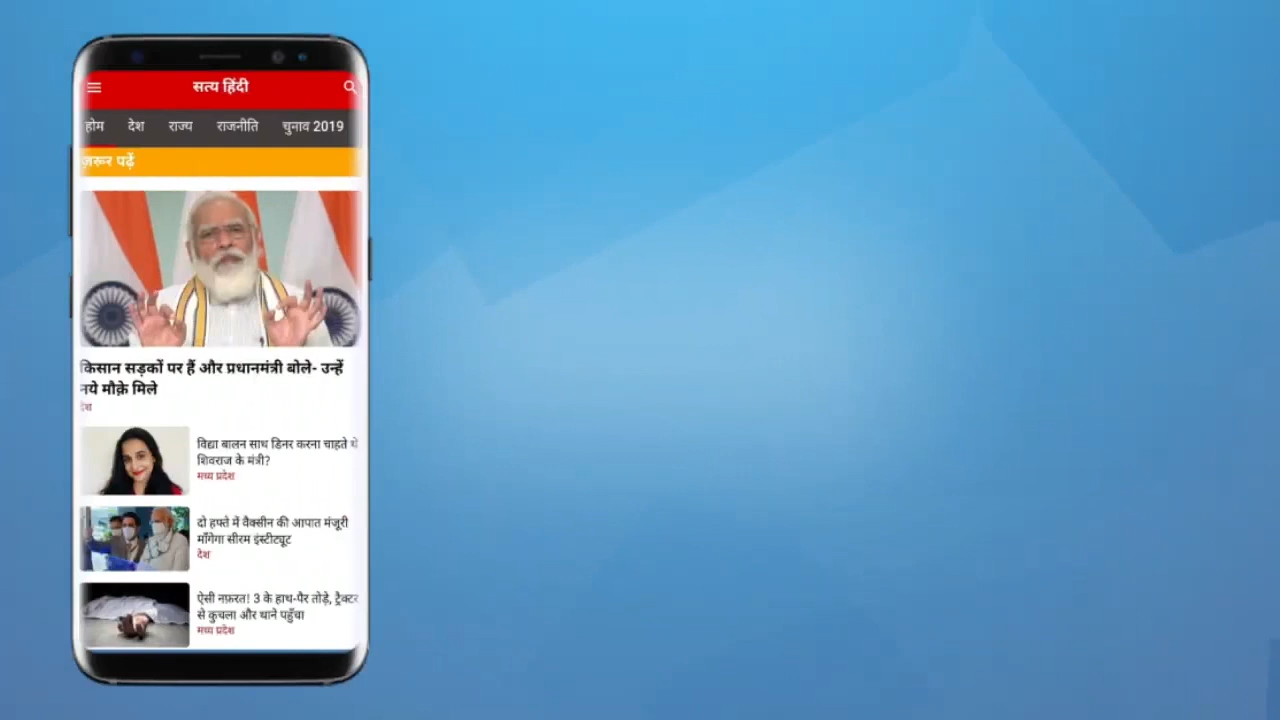 सत्य हिंदी
होम देश राज्य राजनीति चुनाव 2019
ज़रूर पढ़ें
किसान सड़कों पर हैं और प्रधानमंत्री बोले- उन्हें
नये मौक़े मिले
देश
विद्या बालन साथ डिनर करना चाहते थे
शिवराज के मंत्री?
मध्य प्रदेश
दो हफ्ते में वैक्सीन की आपात मंजूरी
माँगेगा सीरम इंस्टीट्यूट
देश
ऐसी नफ़रत! 3 के हाथ-पैर तोड़े, ट्रैक्टर
से कुचला और थाने पहुँचा
मध्य प्रदेश